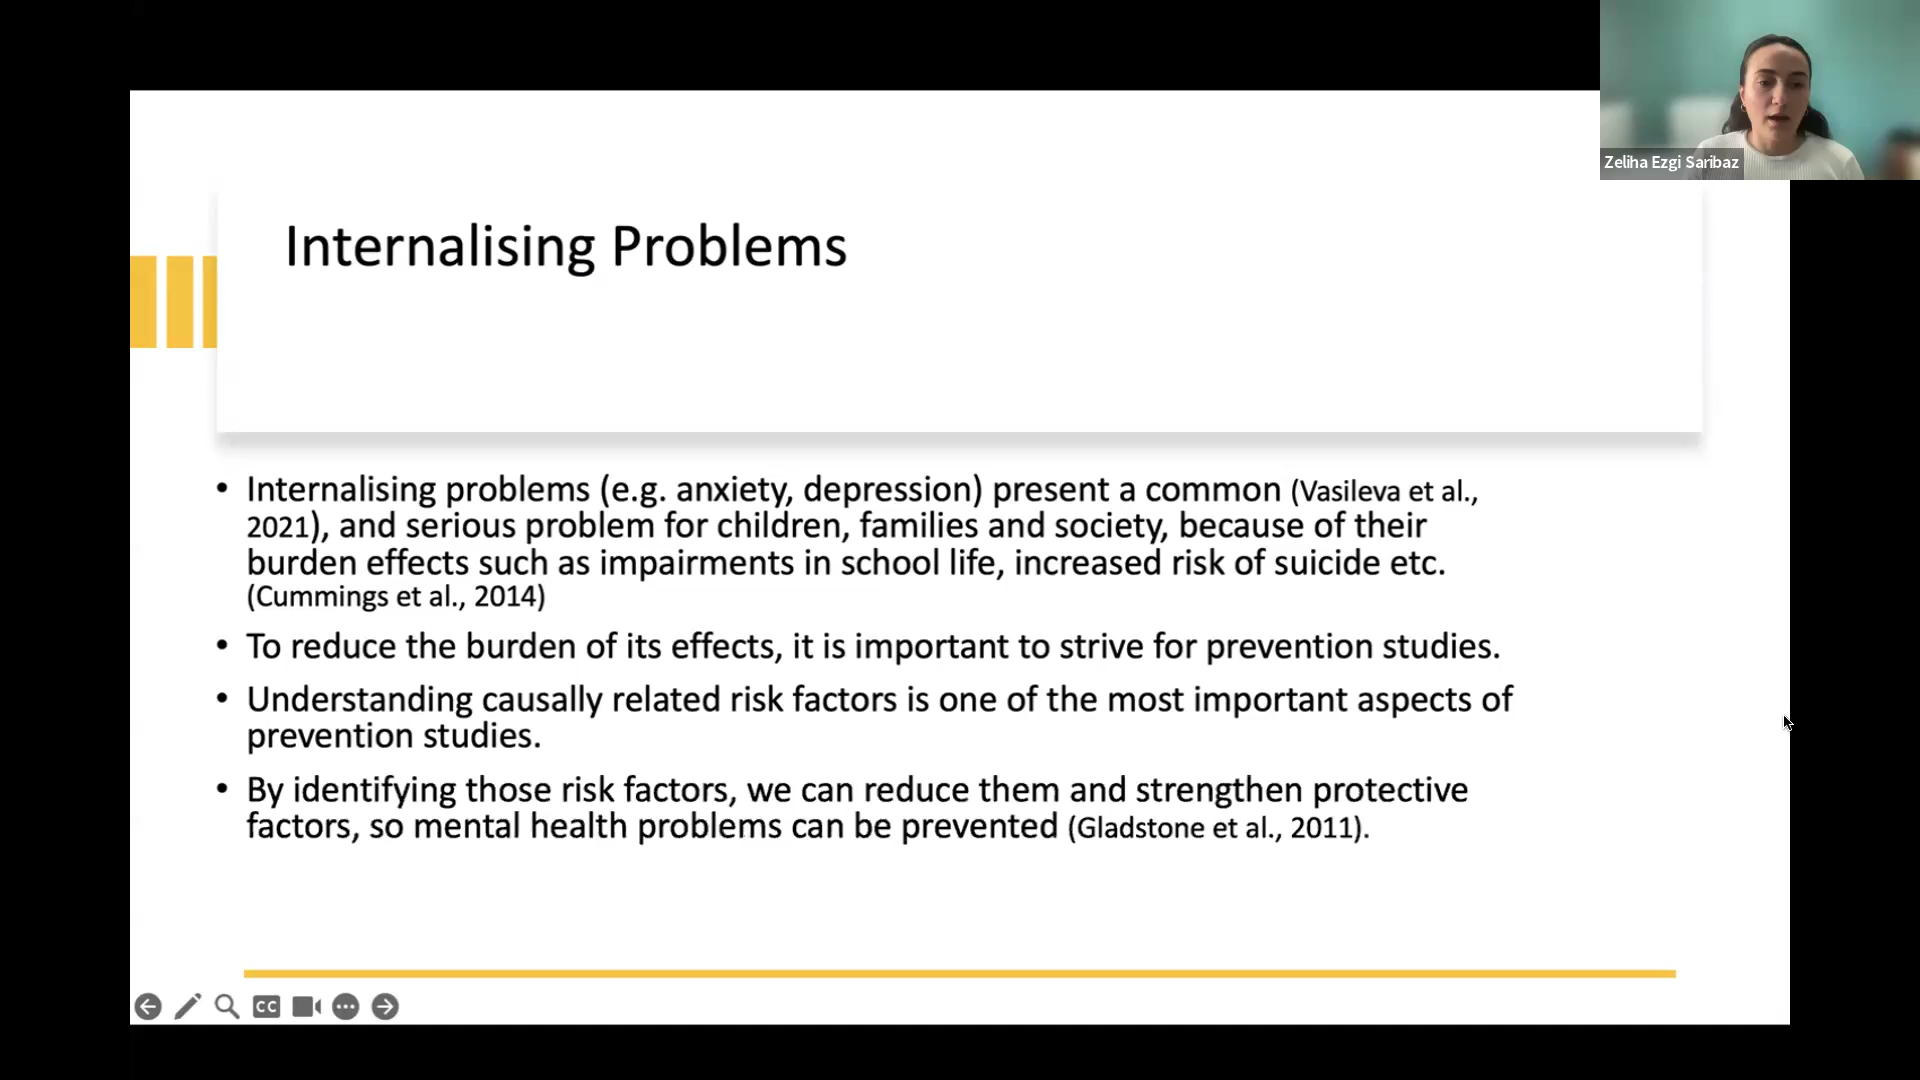 Zeliha Ezgi Saribaz
Internalising Problems
• Internalising problems (e.g. anxiety, depression) present a common (Vasileva et al.,
2021), and serious problem for children, families and society, because of their
burden effects such as impairments in school life, increased risk of suicide etc.
(Cummings et al., 2014)
• To reduce the burden of its effects, it is important to strive for prevention studies.
• Understanding causally related risk factors is one of the most important aspects of
prevention studies.
• By identifying those risk factors, we can reduce them and strengthen protective
factors, so mental health problems can be prevented (Gladstone et al., 2011).
CC